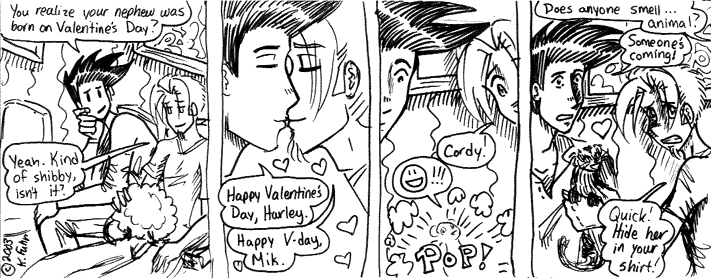 You realize your nephew was
born on Valentine's Day?
Yeah. Kind
of shibby,
isn't it?
©2003
Happy Valentine's
Day, Harley.
Happy V-day,
Mik.
Cordy.
!!!
POP!
Does anyone smell...
animal?
Someone's
coming!
Quick!
Hide her
in your
shirt!